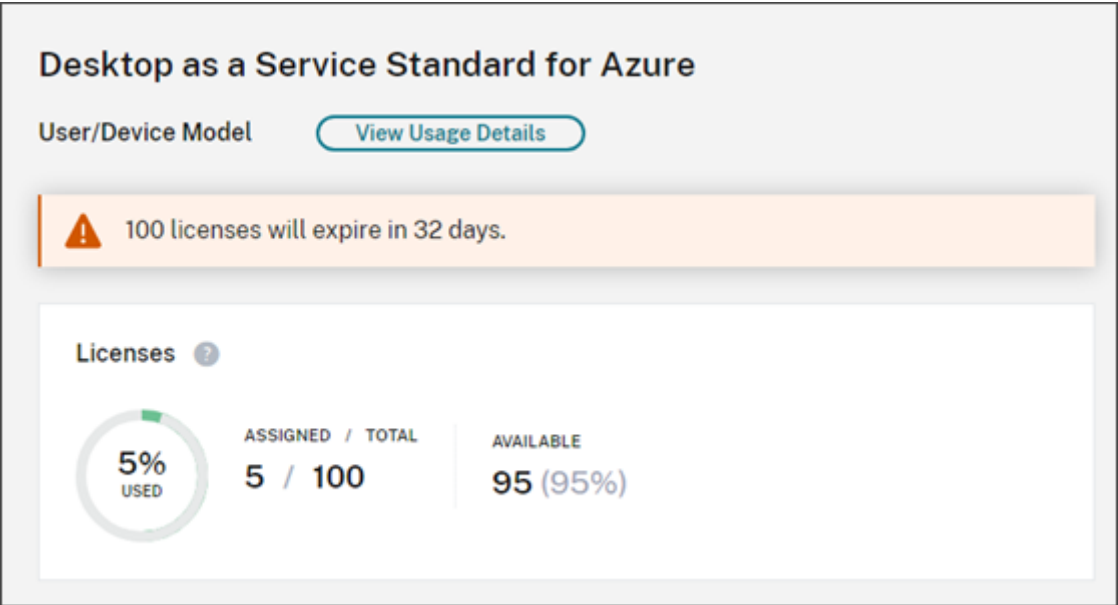 Desktop as a Service Standard for Azure
User/Device Model
View Usage Details
100 licenses will expire in 32 days.
Licenses ?
5%
USED
ASSIGNED / TOTAL
5 / 100
AVAILABLE
95 (95%)